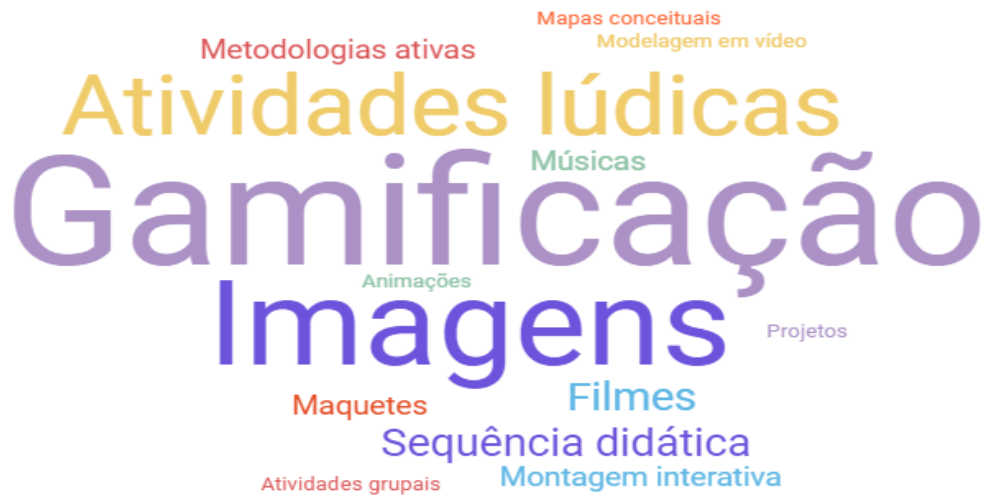 Mapas conceituais
Metodologias ativas
Modelagem em vídeo
Atividades lúdicas
Músicas
Gamificação
Animações
Imagens
Projetos
Maquetes
Filmes
Sequência didática
Montagem interativa
Atividades grupais